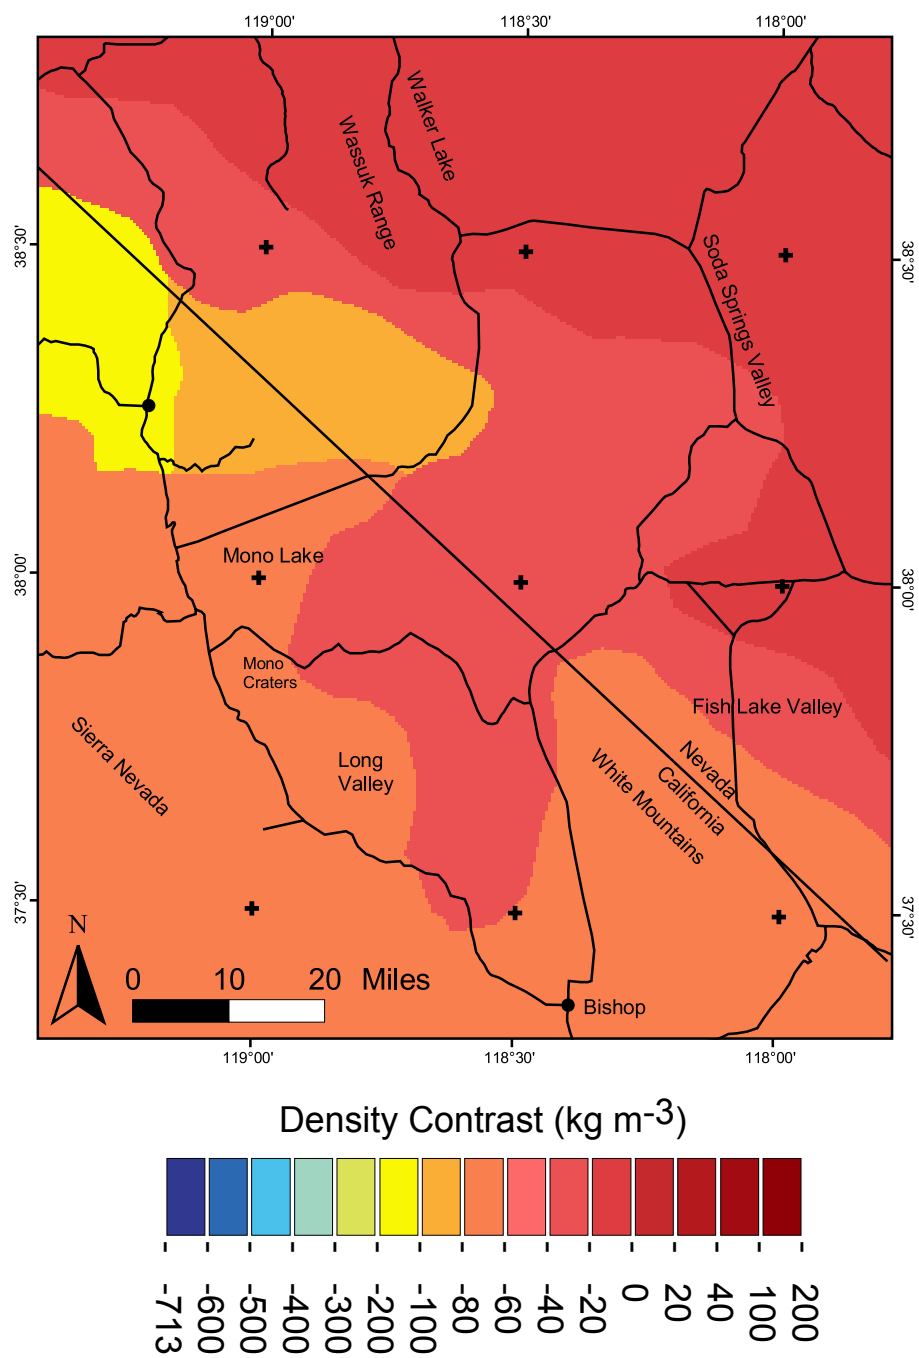 119°00' 118°30' 118°00'
Walker Lake
Wassuk Range
38°30' 38°30'
Soda Springs Valley
Mono Lake
38°00' 38°00'
Mono
Craters
Fish Lake Valley
Sierra Nevada
Long
Valley
Nevada
California
White Mountains
37°30' 37°30'
N
0 10 20 Miles
Bishop
119°00' 118°30' 118°00'
Density Contrast (kg m-3)
-713 -600 -500 -400 -300 -200 -100 -80 -60 -40 -20 0 20 40 100 200